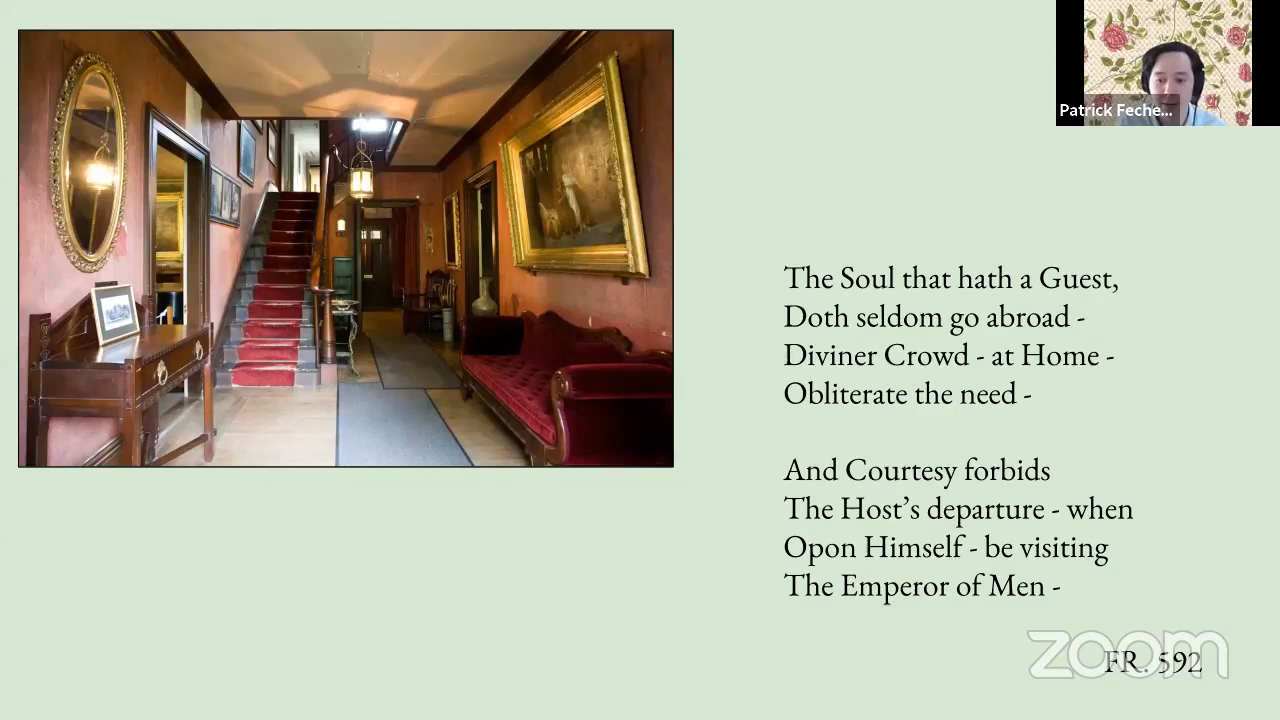 Patrick Feche...
The Soul that hath a Guest,
Doth seldom go abroad -
Diviner Crowd - at Home -
Obliterate the need -
And Courtesy forbids
The Host’s departure - when
Opon Himself - be visiting
The Emperor of Men -
zoom
FR. 592